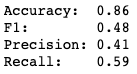 Accuracy: 0.86
F1: 0.48
Precision: 0.41
Recall: 0.59